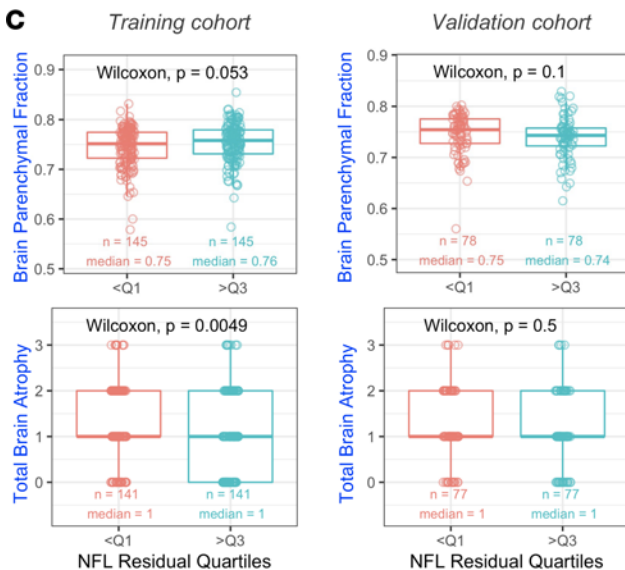 c
Training cohort
Validation cohort
Brain Parenchymal Fraction
0.9
0.8
0.7
0.6
0.5
Wilcoxon, p = 0.053
n = 145
n = 145
median = 0.75
median = 0.76
<Q1
>Q3
Brain Parenchymal Fraction
0.9
0.8
0.7
0.6
0.5
Wilcoxon, p = 0.1
n = 78
n = 78
median = 0.75
median = 0.74
<Q1
>Q3
Total Brain Atrophy
3
2
1
0
Wilcoxon, p = 0.0049
n = 141
n = 141
median = 1
median = 1
<Q1
>Q3
NFL Residual Quartiles
Total Brain Atrophy
3
2
1
0
Wilcoxon, p = 0.5
n = 77
n = 77
median = 1
median = 1
<Q1
>Q3
NFL Residual Quartiles